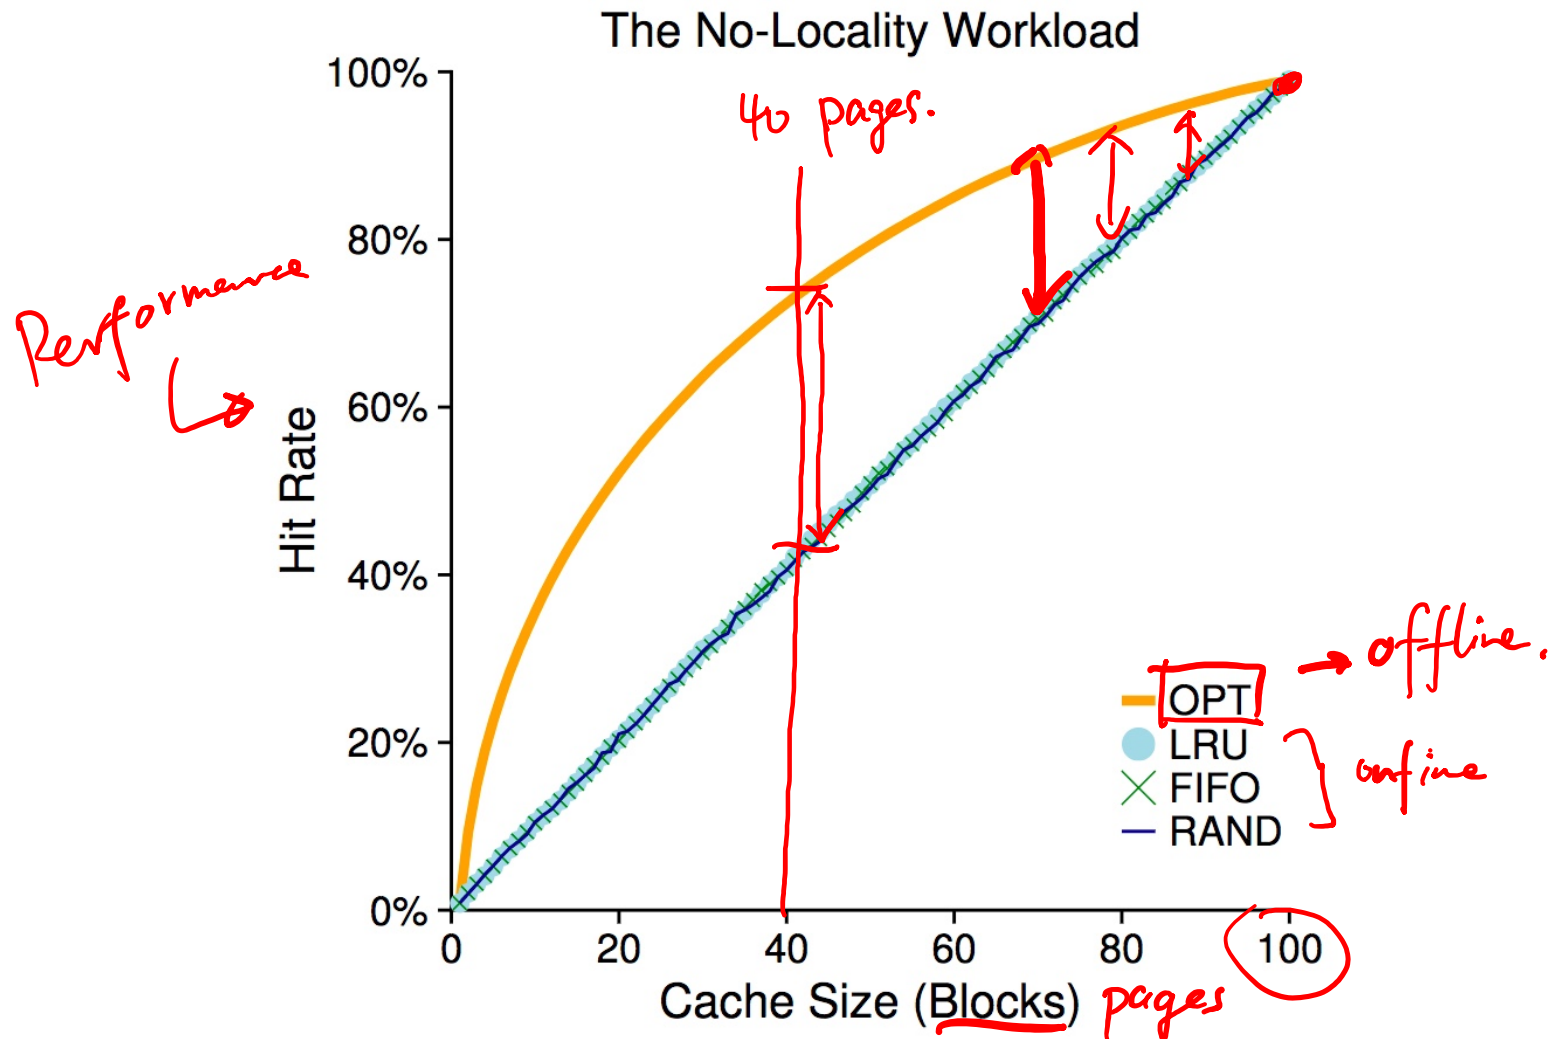 The No-Locality Workload
100%
40 pages.
80%
Performance
60%
Hit Rate
40%
offline.
OPT
20%
LRU
online
FIFO
RAND
0%
0 20 40 60 80 100
Cache Size (Blocks) pages